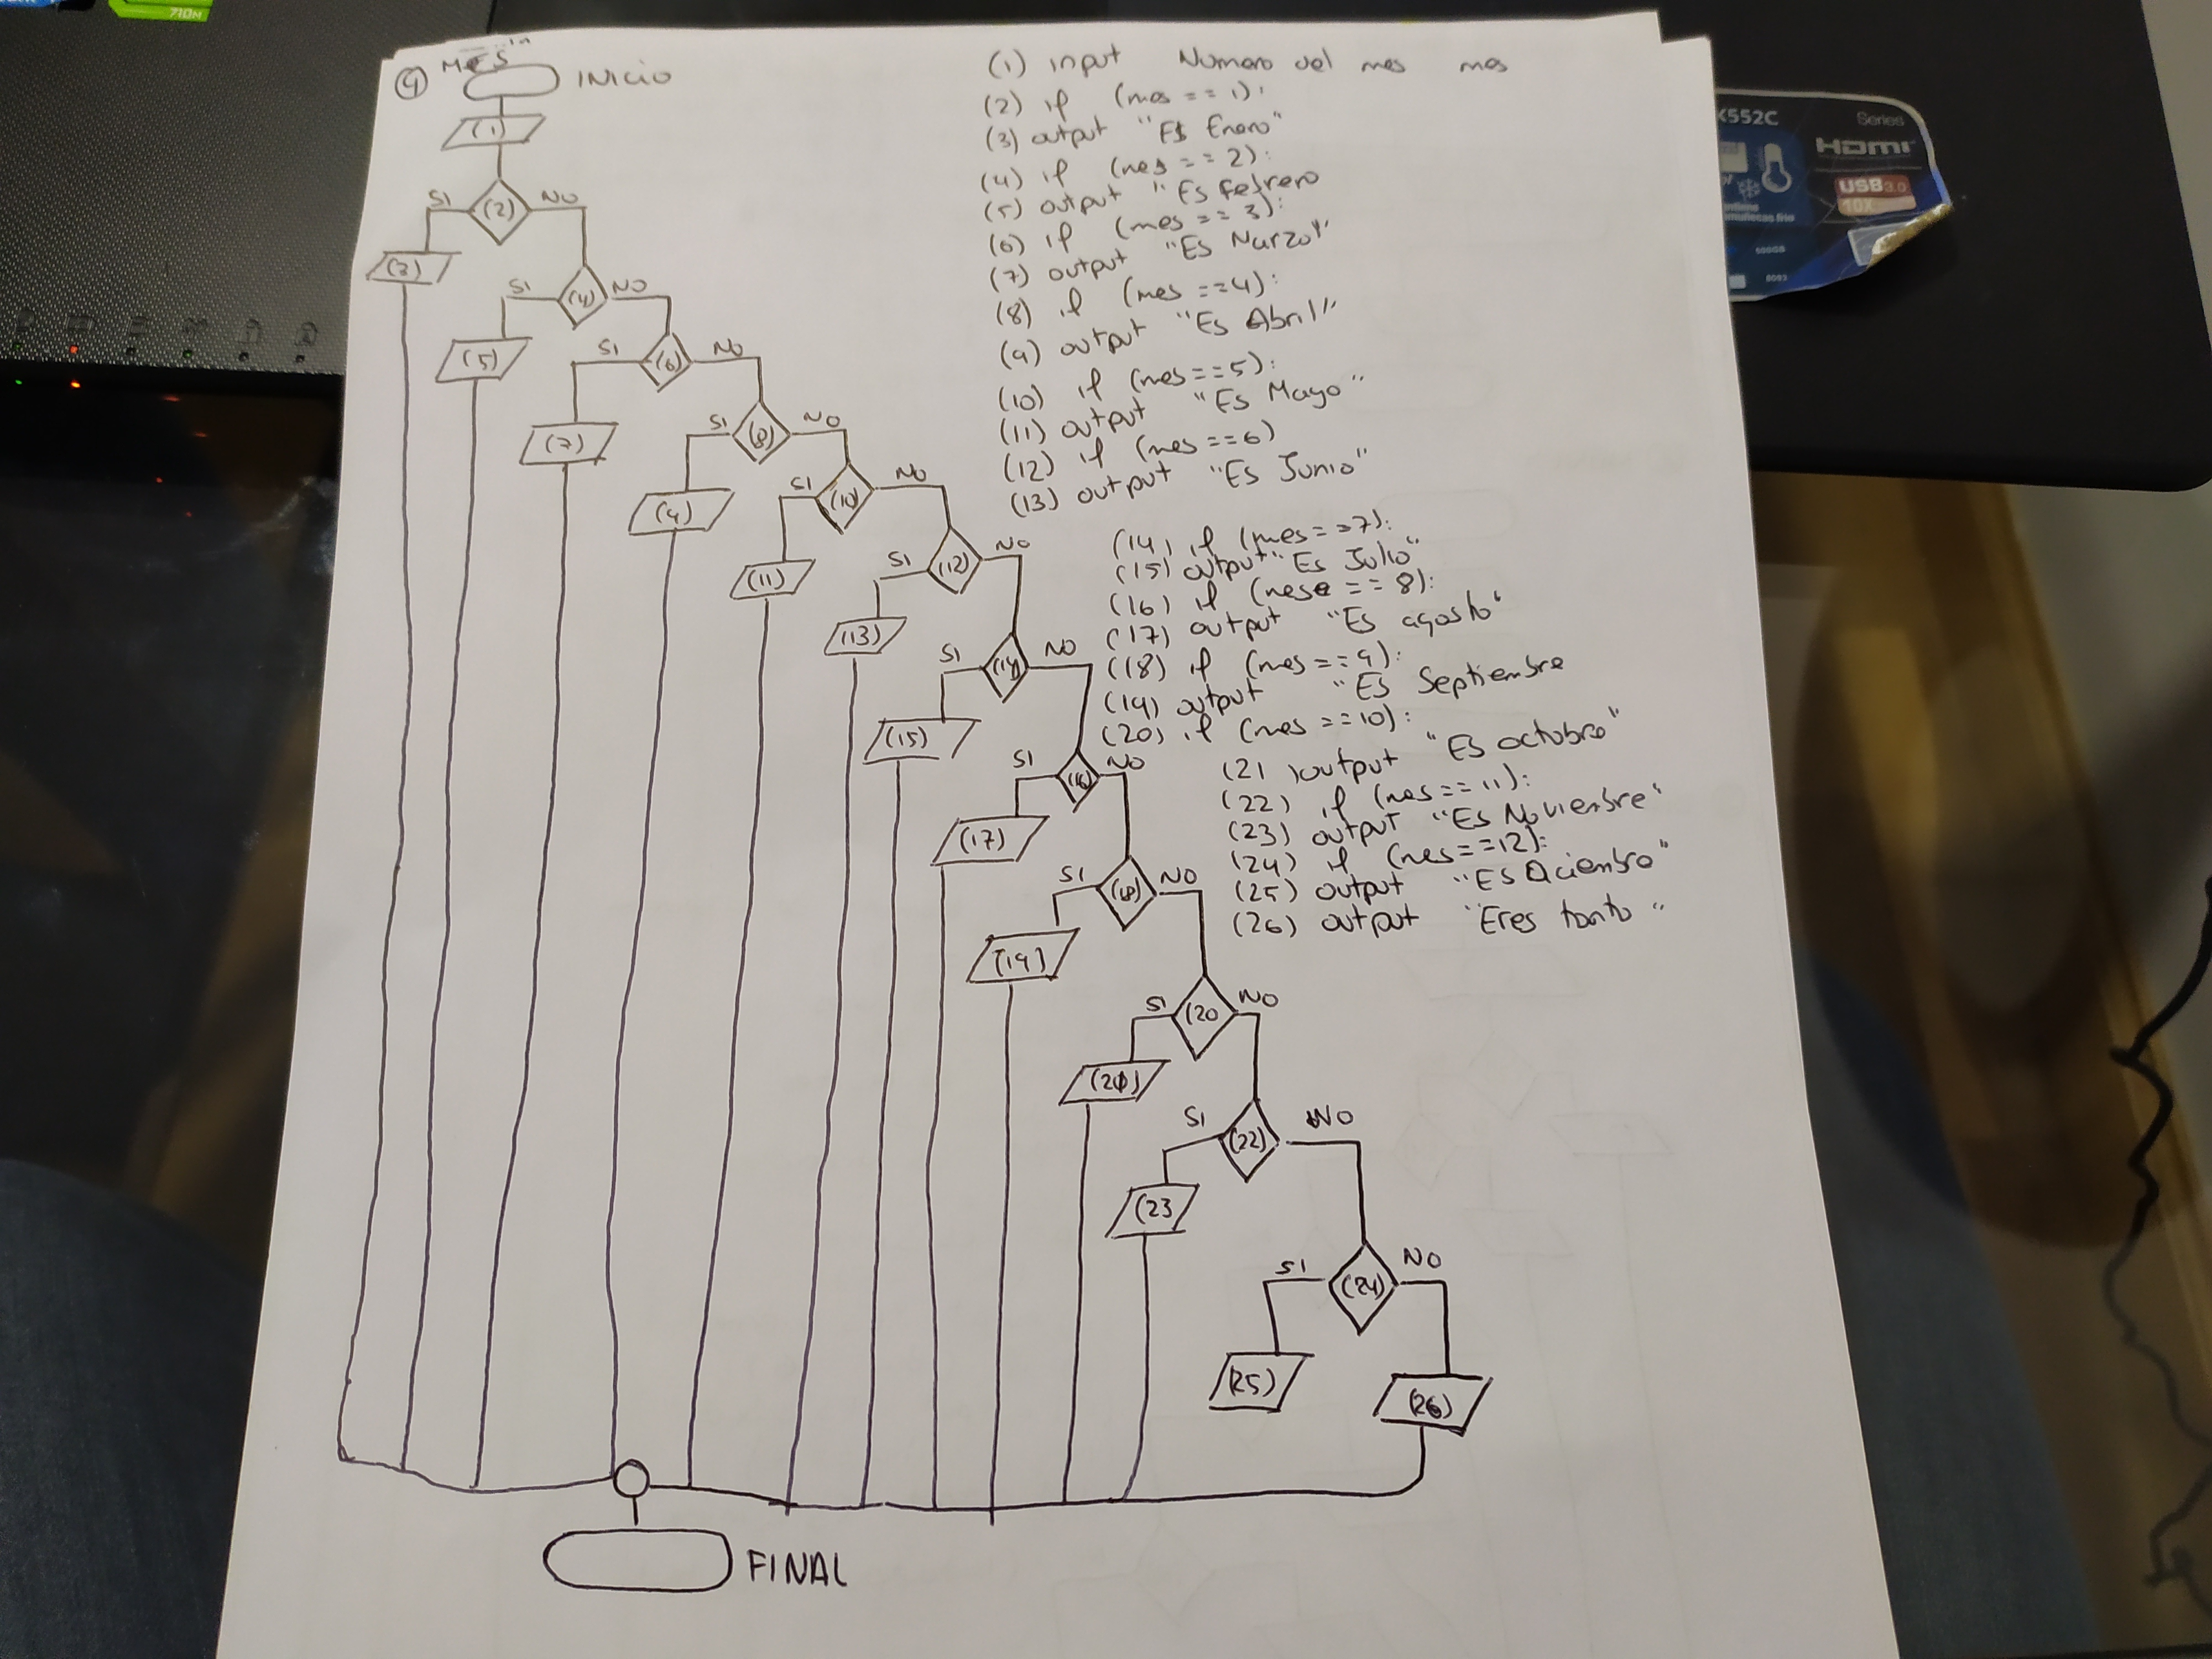 ④ MES
INICIO
(1)
(2)
SI
NO
(3)
(4)
SI
NO
(5)
(6)
SI
NO
(7)
(8)
SI
NO
(9)
(10)
SI
NO
(11)
(12)
SI
NO
(13)
(14)
SI
NO
(15)
(16)
SI
NO
(17)
(18)
SI
NO
(19)
(20
SI
NO
(21)
(22)
SI
NO
(23
(24)
SI
NO
(25)
(26)
FINAL
(1) input Numero del mes mes
(2) if (mes == 1):
(3) output "Es Enero"
(4) if (mes == 2):
(5) output "Es Febrero
(6) if (mes == 3):
(7) output "Es Marzo"
(8) if (mes ==4):
(9) output "Es Abril"
(10) if (mes==5):
(11) output "Es Mayo"
(12) if (mes ==6)
(13) output "Es Junio"
(14) if (mes==7):
(15) output "Es Julio"
(16) if (mese == 8):
(17) output "Es agosto"
(18) if (mes==9):
(19) output "Es Septiembre
(20) if (mes ==10):
(21) output "Es octubre"
(22) if (mes==11):
(23) output "Es Noviembre"
(24) if (mes==12):
(25) output "Es Diciembre"
(26) output "Eres tonto"
710M
K552C
Series
HDMI
USB 3.0
10X
500GB